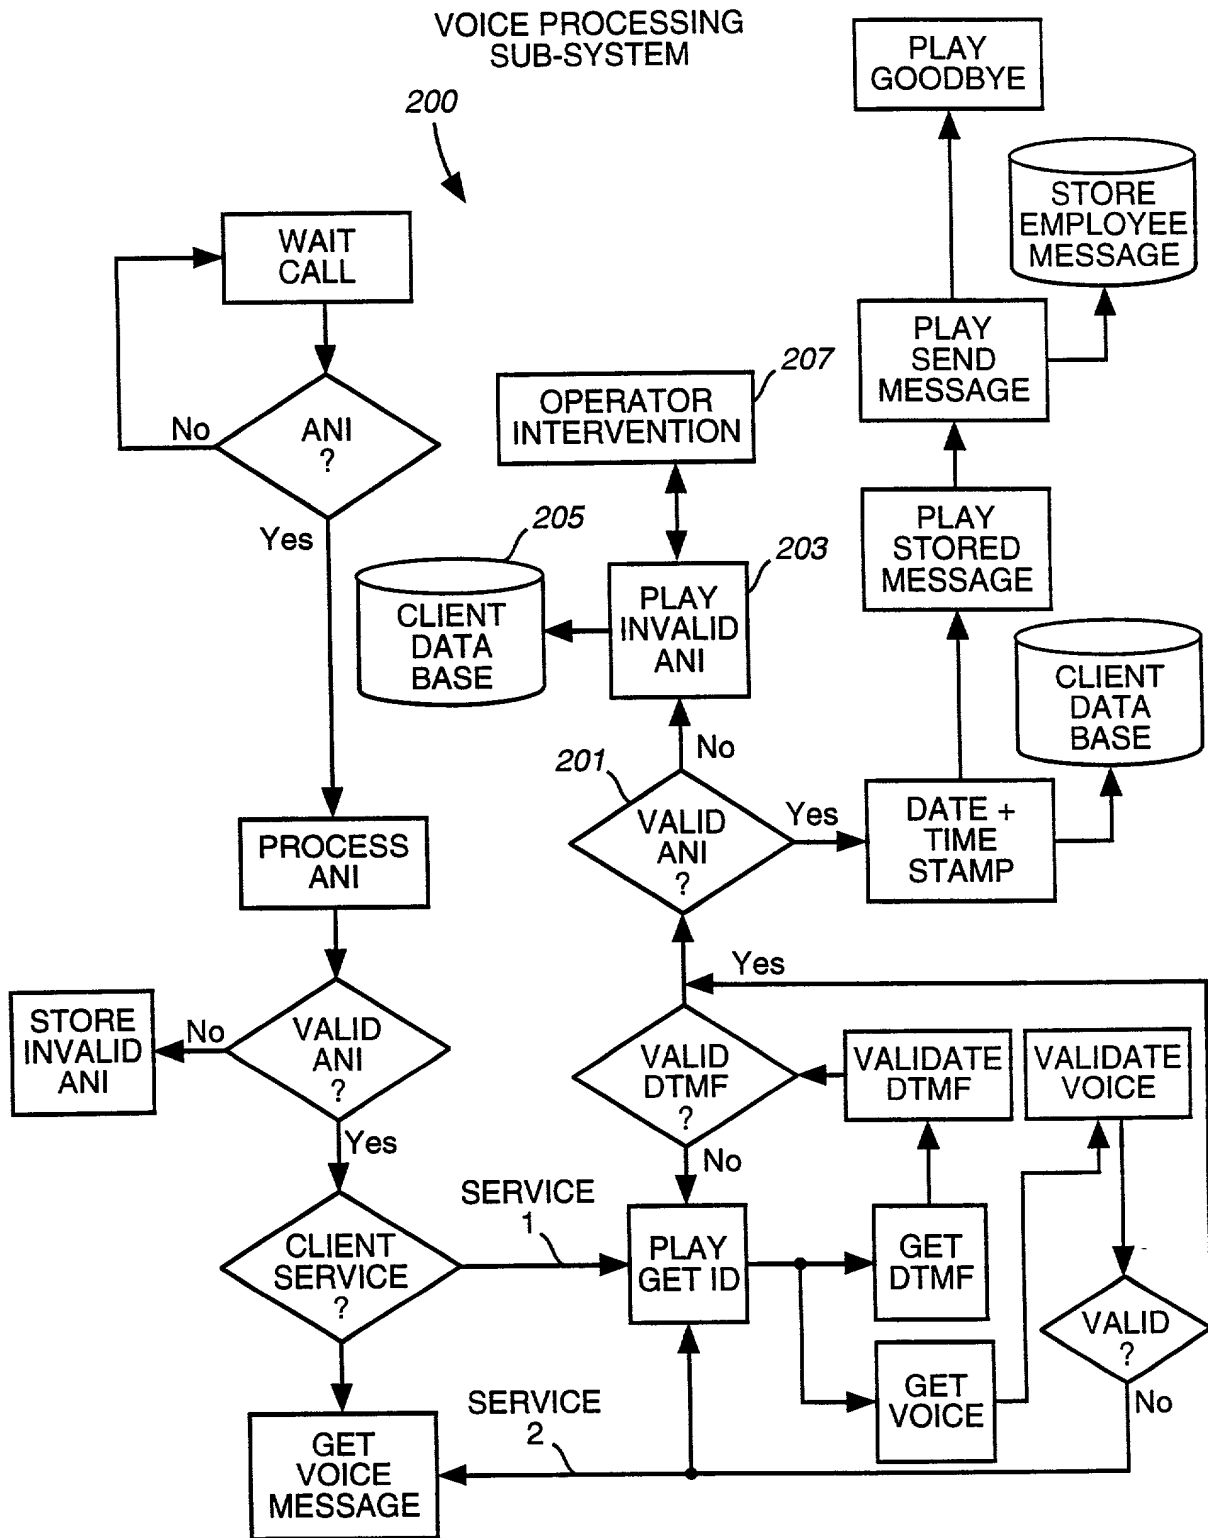 VOICE PROCESSING
SUB-SYSTEM
200
PLAY
GOODBYE
STORE
EMPLOYEE
MESSAGE
WAIT
CALL
PLAY
SEND
MESSAGE
207
OPERATOR
INTERVENTION
No
ANI
?
Yes
PLAY
STORED
MESSAGE
205
203
CLIENT
DATA
BASE
PLAY
INVALID
ANI
CLIENT
DATA
BASE
No
201
VALID
ANI
?
Yes
DATE +
TIME
STAMP
PROCESS
ANI
Yes
STORE
INVALID
ANI
No
VALID
ANI
?
Yes
VALID
DTMF
?
No
VALIDATE
DTMF
VALIDATE
VOICE
SERVICE
1
CLIENT
SERVICE
?
PLAY
GET ID
GET
DTMF
VALID
?
No
GET
VOICE
SERVICE
2
GET
VOICE
MESSAGE